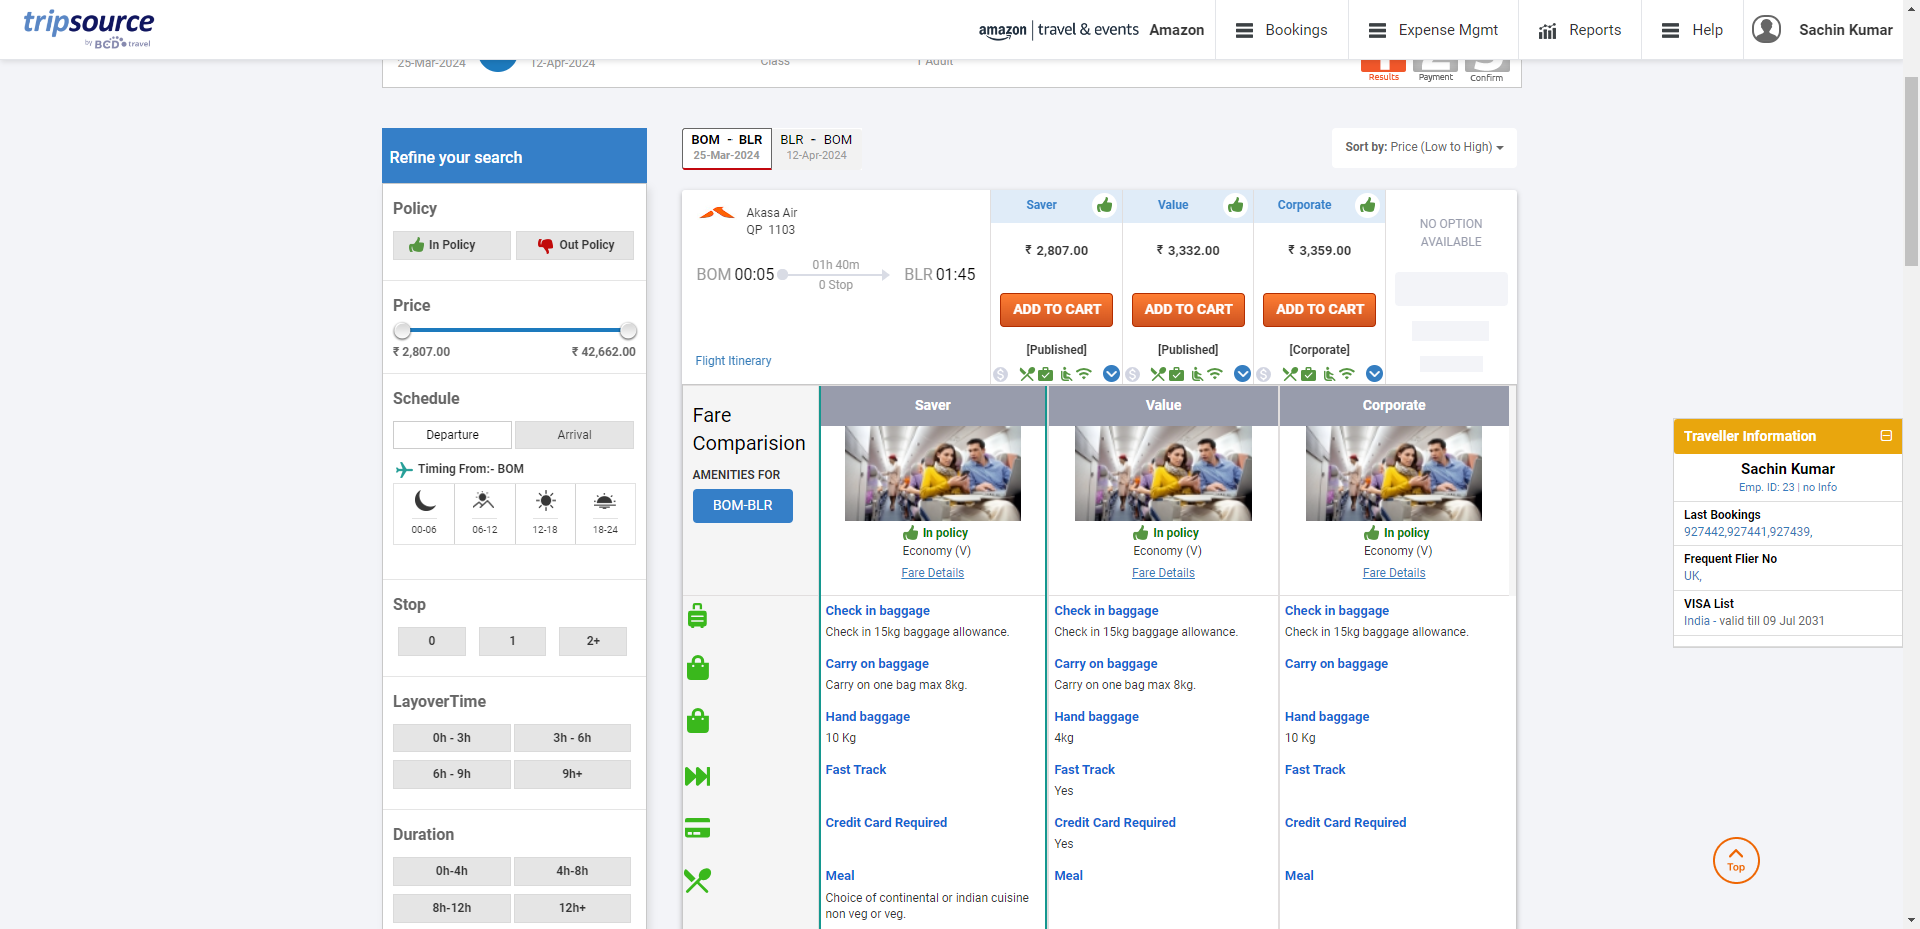 tripsource
by BCD travel
amazon travel & events Amazon
Bookings
Expense Mgmt
Reports
Help
Sachin Kumar
25-Mar-2024
12-Apr-2024
Class
1 Adult
Results
Payment
Confirm
Refine your search
Policy
In Policy
Out Policy
Price
₹ 2,807.00
₹ 42,662.00
Schedule
Departure
Arrival
Timing From:- BOM
00-06
06-12
12-18
18-24
Stop
0
1
2+
LayoverTime
0h - 3h
3h - 6h
6h - 9h
9h+
Duration
0h-4h
4h-8h
8h-12h
12h+
BOM - BLR
25-Mar-2024
BLR - BOM
12-Apr-2024
Sort by: Price (Low to High)
Akasa Air
QP 1103
BOM 00:05
01h 40m
0 Stop
BLR 01:45
Flight Itinerary
Saver
₹ 2,807.00
ADD TO CART
[Published]
Value
₹ 3,332.00
ADD TO CART
[Published]
Corporate
₹ 3,359.00
ADD TO CART
[Corporate]
NO OPTION
AVAILABLE
Fare
Comparision
AMENITIES FOR
BOM-BLR
Saver
In policy
Economy (V)
Fare Details
Check in baggage
Check in 15kg baggage allowance.
Carry on baggage
Carry on one bag max 8kg.
Hand baggage
10 Kg
Fast Track
Credit Card Required
Meal
Choice of continental or indian cuisine
non veg or veg.
Value
In policy
Economy (V)
Fare Details
Check in baggage
Check in 15kg baggage allowance.
Carry on baggage
Carry on one bag max 8kg.
Hand baggage
4kg
Fast Track
Yes
Credit Card Required
Yes
Meal
Corporate
In policy
Economy (V)
Fare Details
Check in baggage
Check in 15kg baggage allowance.
Carry on baggage
Hand baggage
10 Kg
Fast Track
Credit Card Required
Meal
Traveller Information
Sachin Kumar
Emp. ID: 23 | no Info
Last Bookings
927442,927441,927439,
Frequent Flier No
UK,
VISA List
India - valid till 09 Jul 2031
Top